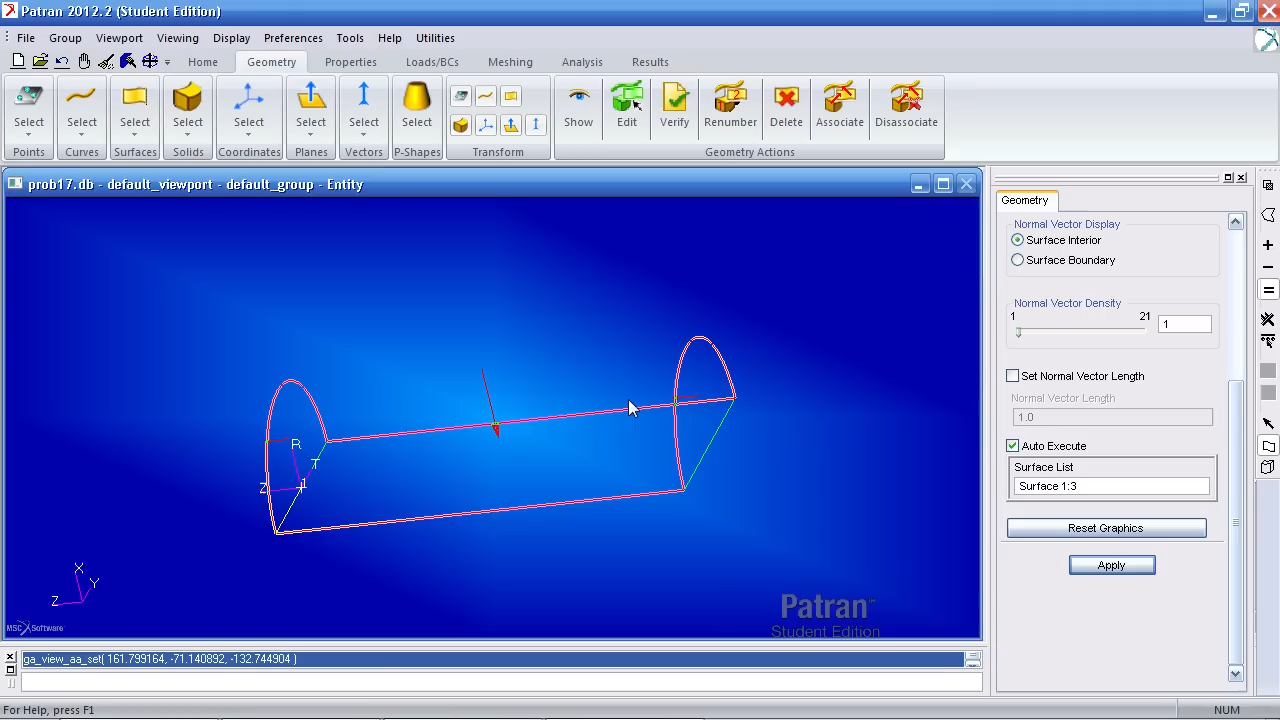 Patran 2012.2 (Student Edition)
File Group Viewport Viewing Display Preferences Tools Help Utilities
Home Geometry Properties Loads/BCs Meshing Analysis Results
Select Select Select Select Select Select Select Select Show Edit Verify Renumber Delete Associate Disassociate
Points Curves Surfaces Solids Coordinates Planes Vectors P-Shapes Transform Geometry Actions
prob17.db - default_viewport - default_group - Entity
R
T
Z
1
X
Y
Z
MSC Software
Patran™
Student Edition
Geometry
Normal Vector Display
Surface Interior
Surface Boundary
Normal Vector Density
1 21 1
Set Normal Vector Length
Normal Vector Length
1.0
Auto Execute
Surface List
Surface 1:3
Reset Graphics
Apply
ga_view_aa_set( 161.799164, -71.140892, -132.744904 )
For Help, press F1
NUM